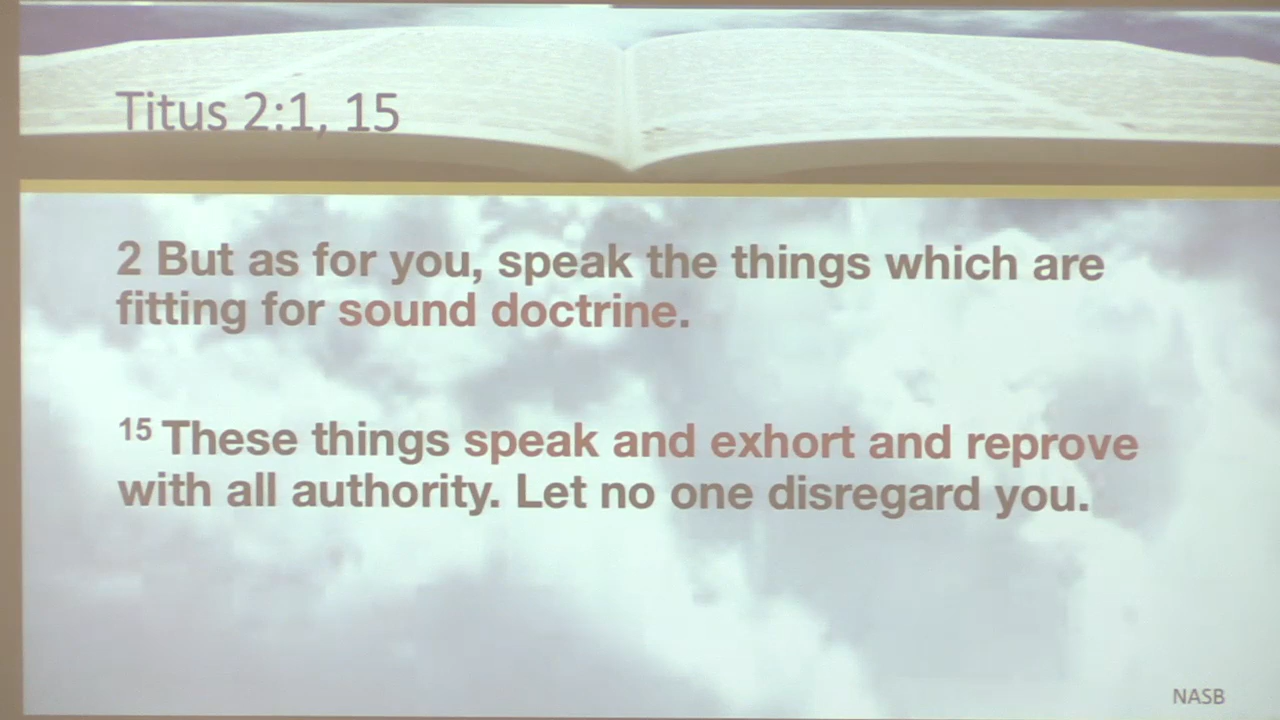 Titus 2:1, 15
2 But as for you, speak the things which are
fitting for sound doctrine.
15 These things speak and exhort and reprove
with all authority. Let no one disregard you.
NASB